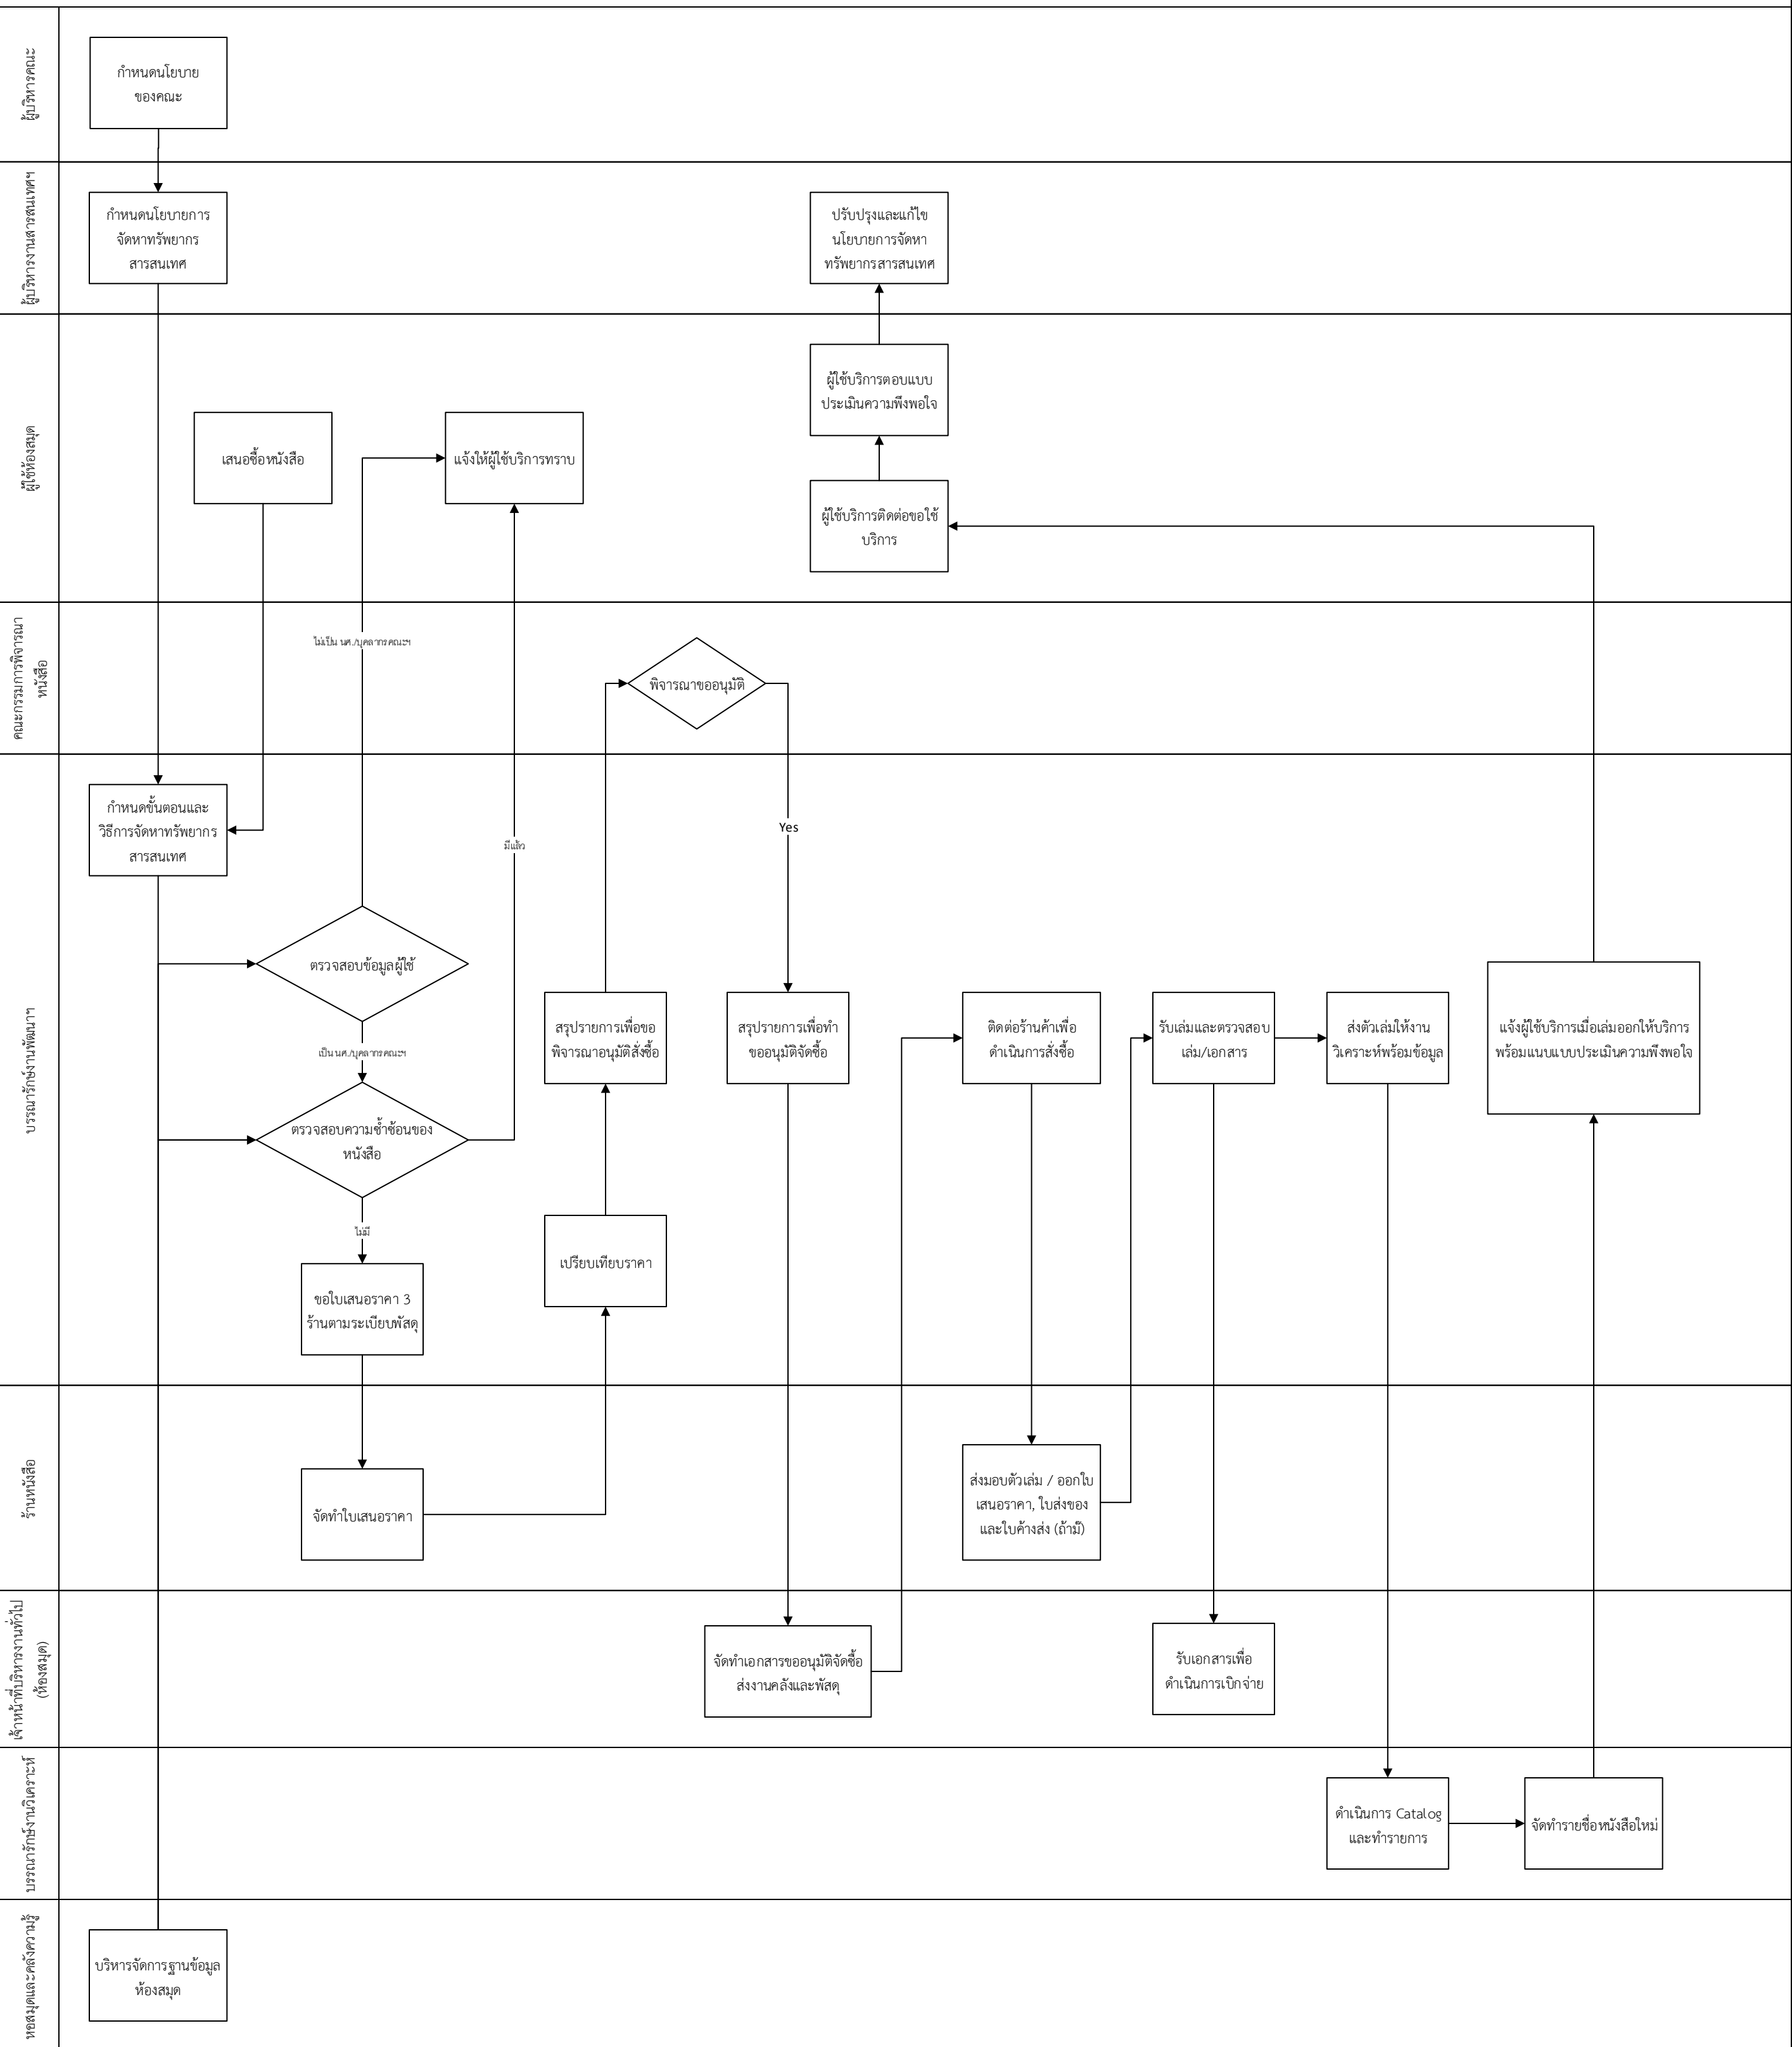 ผู้บริหารคณะ
กำหนดนโยบาย
ของคณะ
ผู้บริหารงานสารสนเทศฯ
กำหนดนโยบายการ
จัดหาทรัพยากร
สารสนเทศ
ปรับปรุงและแก้ไข
นโยบายการจัดหา
ทรัพยากรสารสนเทศ
ผู้ใช้ห้องสมุด
เสนอซื้อหนังสือ
แจ้งให้ผู้ใช้บริการทราบ
ผู้ใช้บริการตอบแบบ
ประเมินความพึงพอใจ
ผู้ใช้บริการติดต่อขอใช้
บริการ
คณะกรรมการพิจารณา
หนังสือ
ไม่เป็น นศ./บุคลากรคณะฯ
พิจารณาขออนุมัติ
บรรณารักษ์งานพัฒนาฯ
กำหนดขั้นตอนและ
วิธีการจัดหาทรัพยากร
สารสนเทศ
Yes
มีแล้ว
ตรวจสอบข้อมูลผู้ใช้
เป็น นศ./บุคลากรคณะฯ
ตรวจสอบความซ้ำซ้อนของ
หนังสือ
ไม่มี
ขอใบเสนอราคา 3
ร้านตามระเบียบพัสดุ
สรุปรายการเพื่อขอ
พิจารณาอนุมัติสั่งซื้อ
เปรียบเทียบราคา
สรุปรายการเพื่อทำ
ขออนุมัติจัดซื้อ
ติดต่อร้านค้าเพื่อ
ดำเนินการสั่งซื้อ
รับเล่มและตรวจสอบ
เล่ม/เอกสาร
ส่งตัวเล่มให้งาน
วิเคราะห์พร้อมข้อมูล
แจ้งผู้ใช้บริการเมื่อเล่มออกให้บริการ
พร้อมแนบแบบประเมินความพึงพอใจ
ร้านหนังสือ
จัดทำใบเสนอราคา
ส่งมอบตัวเล่ม / ออกใบ
เสนอราคา, ใบส่งของ
และใบค้างส่ง (ถ้ามี)
เจ้าหน้าที่บริหารงานทั่วไป
(ห้องสมุด)
จัดทำเอกสารขออนุมัติจัดซื้อ
ส่งงานคลังและพัสดุ
รับเอกสารเพื่อ
ดำเนินการเบิกจ่าย
บรรณารักษ์งานวิเคราะห์
ดำเนินการ Catalog
และทำรายการ
จัดทำรายชื่อหนังสือใหม่
หอสมุดและคลังความรู้
บริหารจัดการฐานข้อมูล
ห้องสมุด